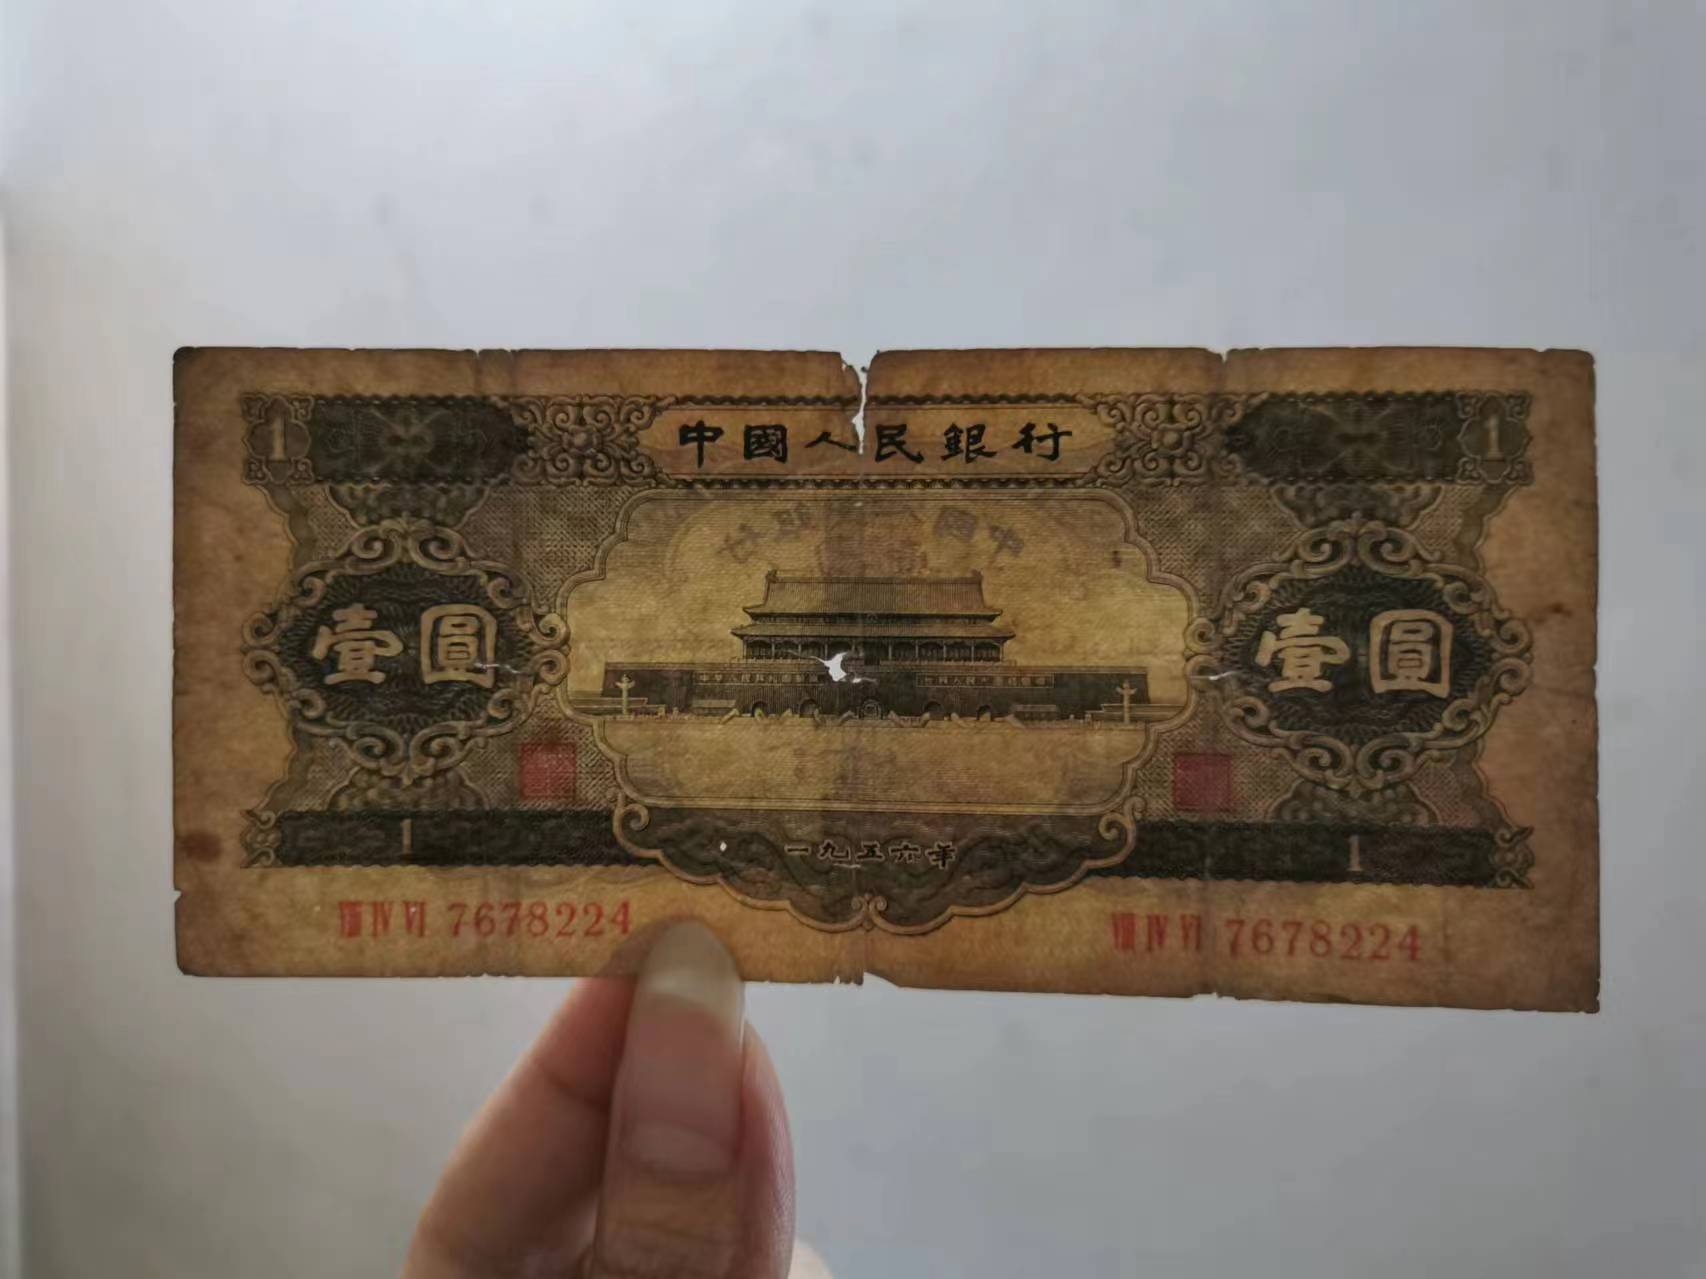 1 中國人民銀行 1
壹圓 壹圓
1 一九五六年 1
VIII IV VI 7678224 VIII IV VI 7678224